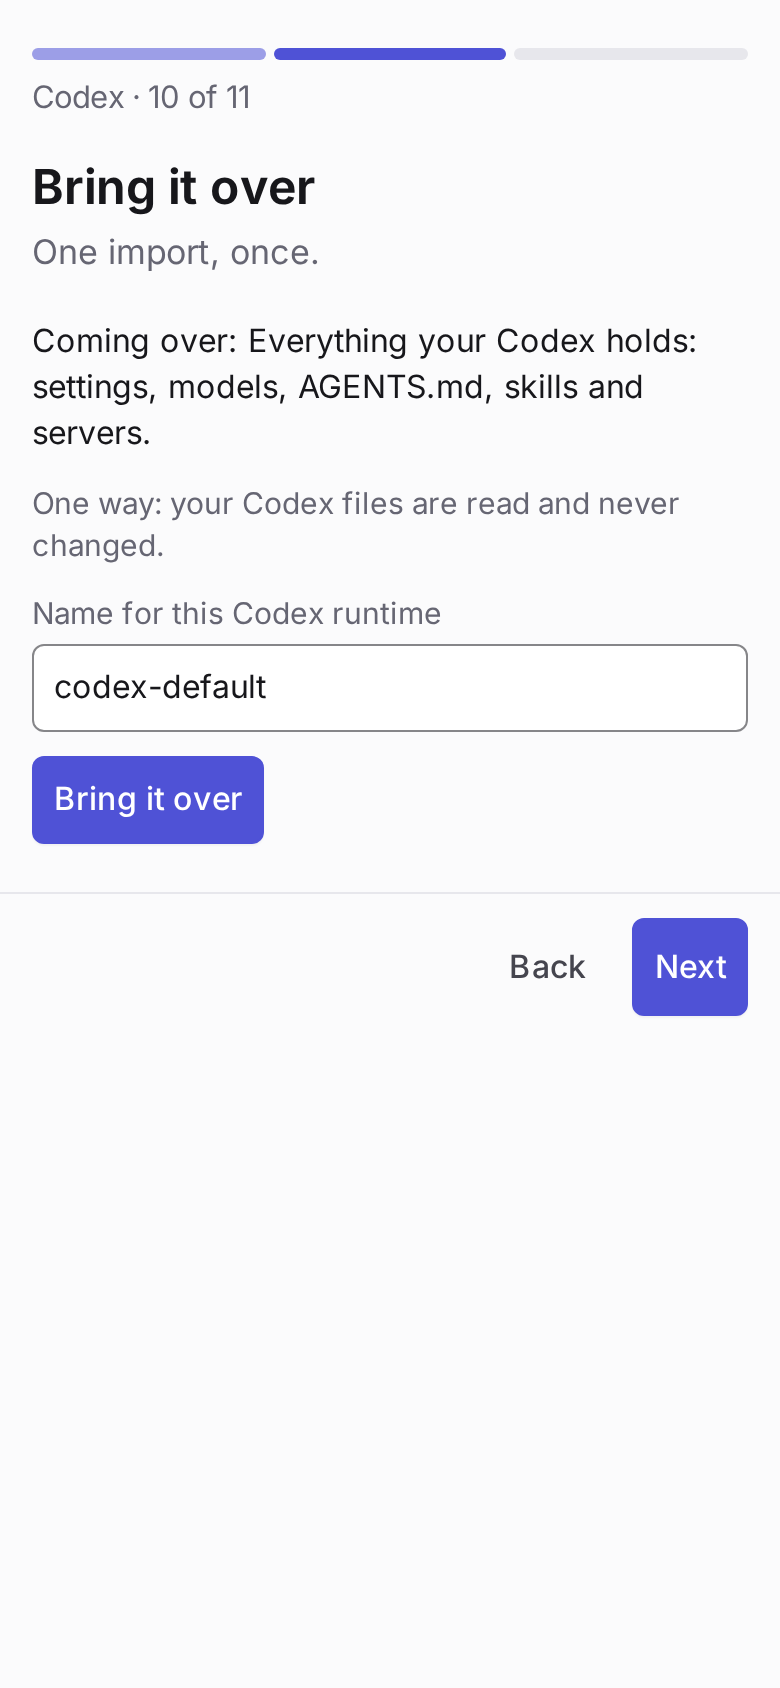 Codex · 10 of 11
Bring it over
One import, once.
Coming over: Everything your Codex holds:
settings, models, AGENTS.md, skills and
servers.
One way: your Codex files are read and never
changed.
Name for this Codex runtime
codex-default
Bring it over
Back
Next